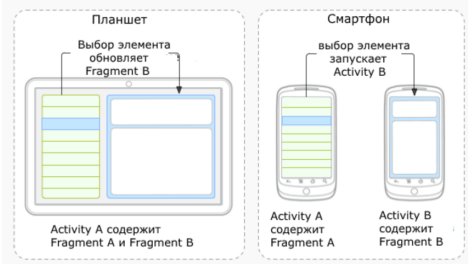 Планшет
Выбор элемента
обновляет
Fragment B
Activity A содержит
Fragment A и Fragment B
Смартфон
выбор элемента
запускает
Activity B
Activity A
содержит
Fragment A
Activity B
содержит
Fragment B